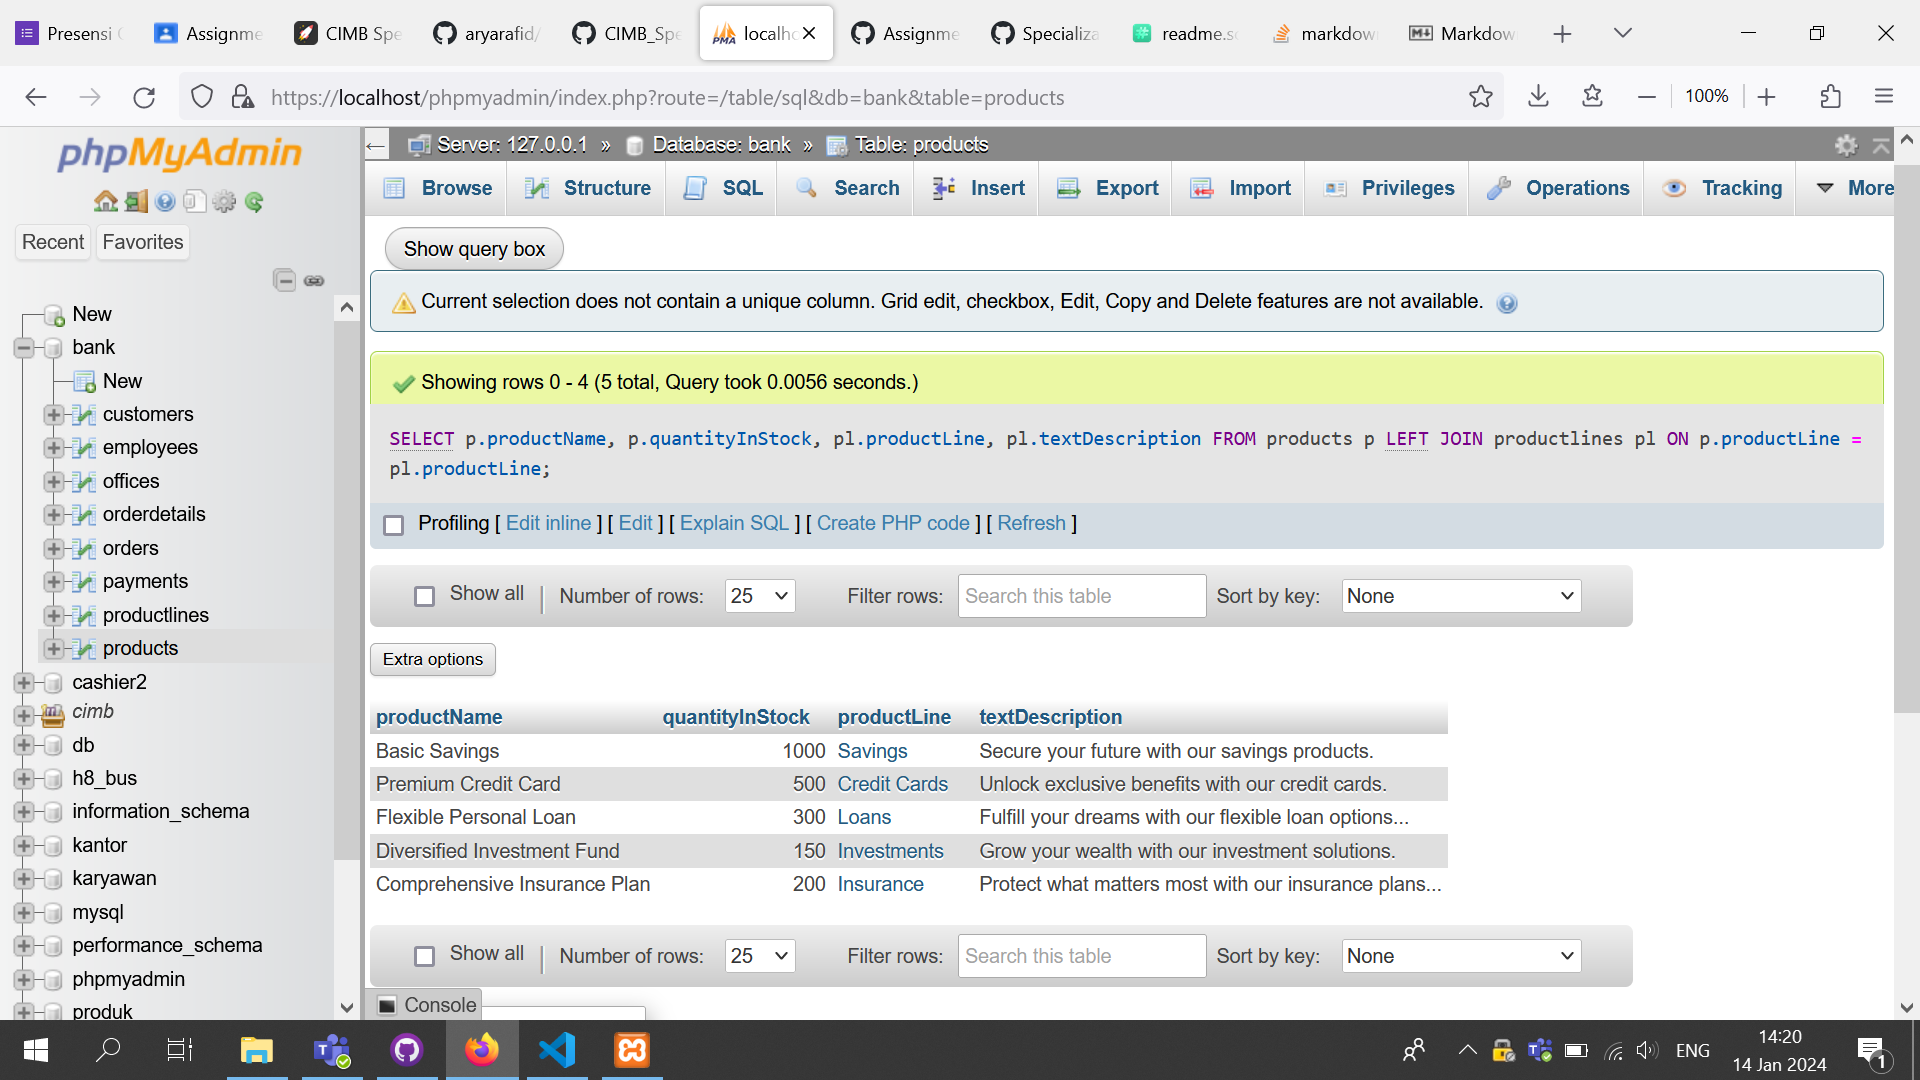 Presensi
Assignme
CIMB Spe
aryarafid/
CIMB_Spe
localhc
Assignme
Specializa
readme.so
markdown
Markdow
https://localhost/phpmyadmin/index.php?route=/table/sql&db=bank&table=products
100%
phpMyAdmin
Recent
Favorites
New
bank
New
customers
employees
offices
orderdetails
orders
payments
productlines
products
cashier2
cimb
db
h8_bus
information_schema
kantor
karyawan
mysql
performance_schema
phpmyadmin
produk
Server: 127.0.0.1 » Database: bank » Table: products
Browse
Structure
SQL
Search
Insert
Export
Import
Privileges
Operations
Tracking
More
Show query box
Current selection does not contain a unique column. Grid edit, checkbox, Edit, Copy and Delete features are not available.
Showing rows 0 - 4 (5 total, Query took 0.0056 seconds.)
SELECT p.productName, p.quantityInStock, pl.productLine, pl.textDescription FROM products p LEFT JOIN productlines pl ON p.productLine =
pl.productLine;
Profiling [ Edit inline ] [ Edit ] [ Explain SQL ] [ Create PHP code ] [ Refresh ]
Show all | Number of rows: 25 Filter rows: Search this table Sort by key: None
Extra options
productName quantityInStock productLine textDescription
Basic Savings 1000 Savings Secure your future with our savings products.
Premium Credit Card 500 Credit Cards Unlock exclusive benefits with our credit cards.
Flexible Personal Loan 300 Loans Fulfill your dreams with our flexible loan options...
Diversified Investment Fund 150 Investments Grow your wealth with our investment solutions.
Comprehensive Insurance Plan 200 Insurance Protect what matters most with our insurance plans...
Show all | Number of rows: 25 Filter rows: Search this table Sort by key: None
Console
ENG
14:20
14 Jan 2024
1